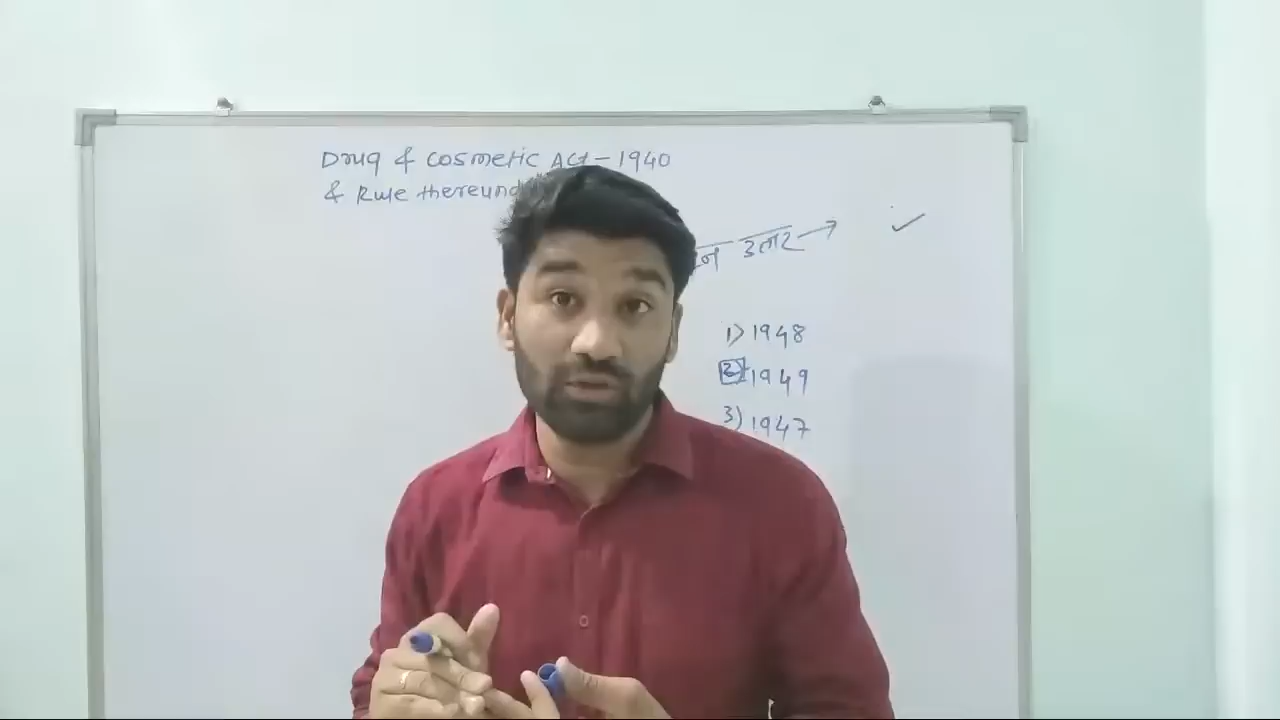 Drug & cosmetic Act - 1940
& Rule thereund
उत्तर → ✓
1) 1948
2) 1949
3) 1947